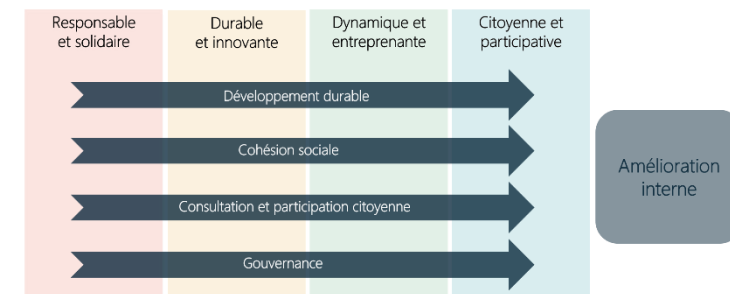 Responsable
et solidaire
Durable
et innovante
Dynamique et
entreprenante
Citoyenne et
participative
Développement durable
Cohésion sociale
Consultation et participation citoyenne
Gouvernance
Amélioration
interne